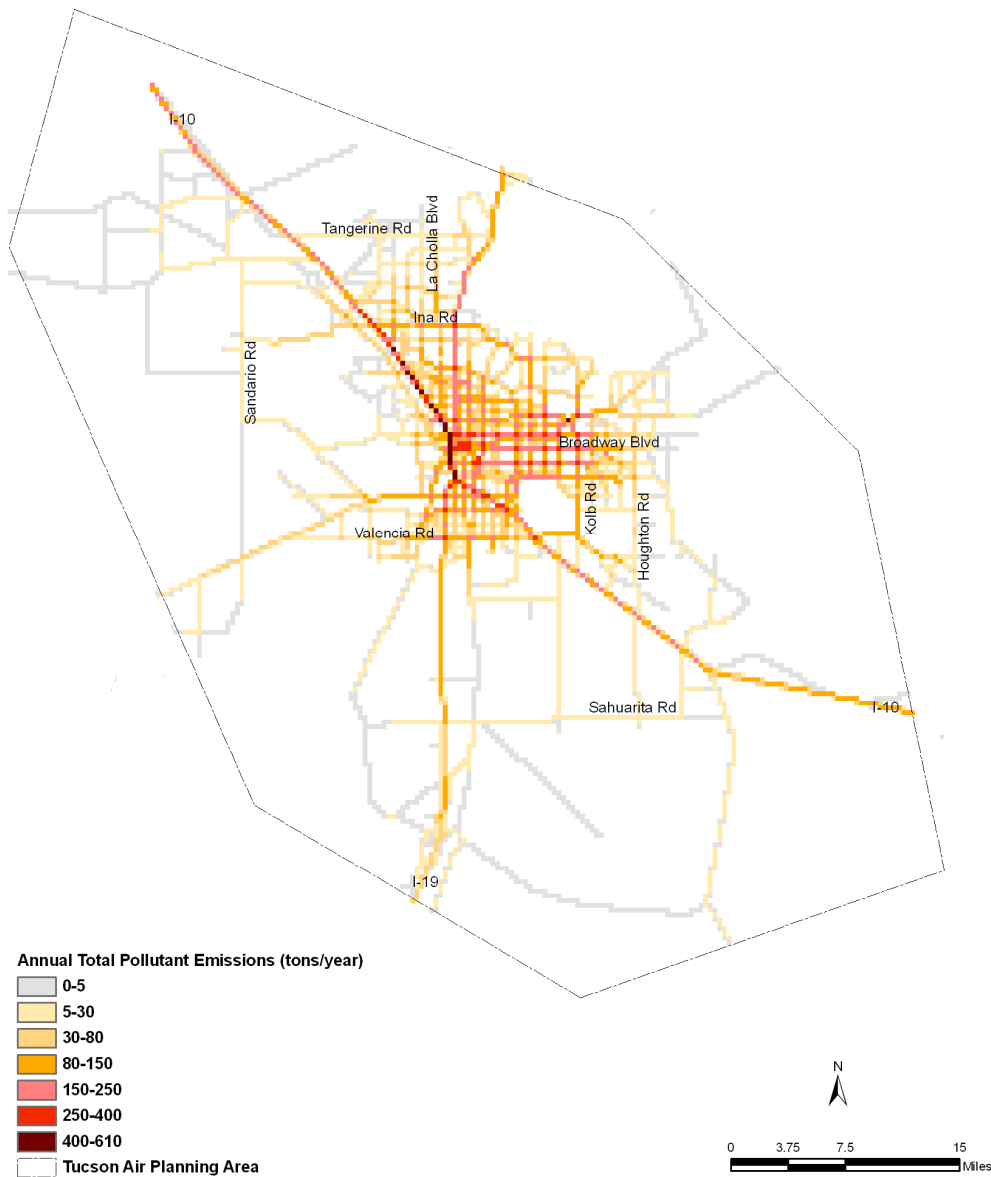 I-10
Tangerine Rd
La Cholla Blvd
Ina Rd
Sandario Rd
Broadway Blvd
Kolb Rd
Houghton Rd
Valencia Rd
Sahuarita Rd
I-10
I-19
Annual Total Pollutant Emissions (tons/year)
0-5
5-30
30-80
80-150
150-250
250-400
400-610
Tucson Air Planning Area
N
0 3.75 7.5 15
Miles